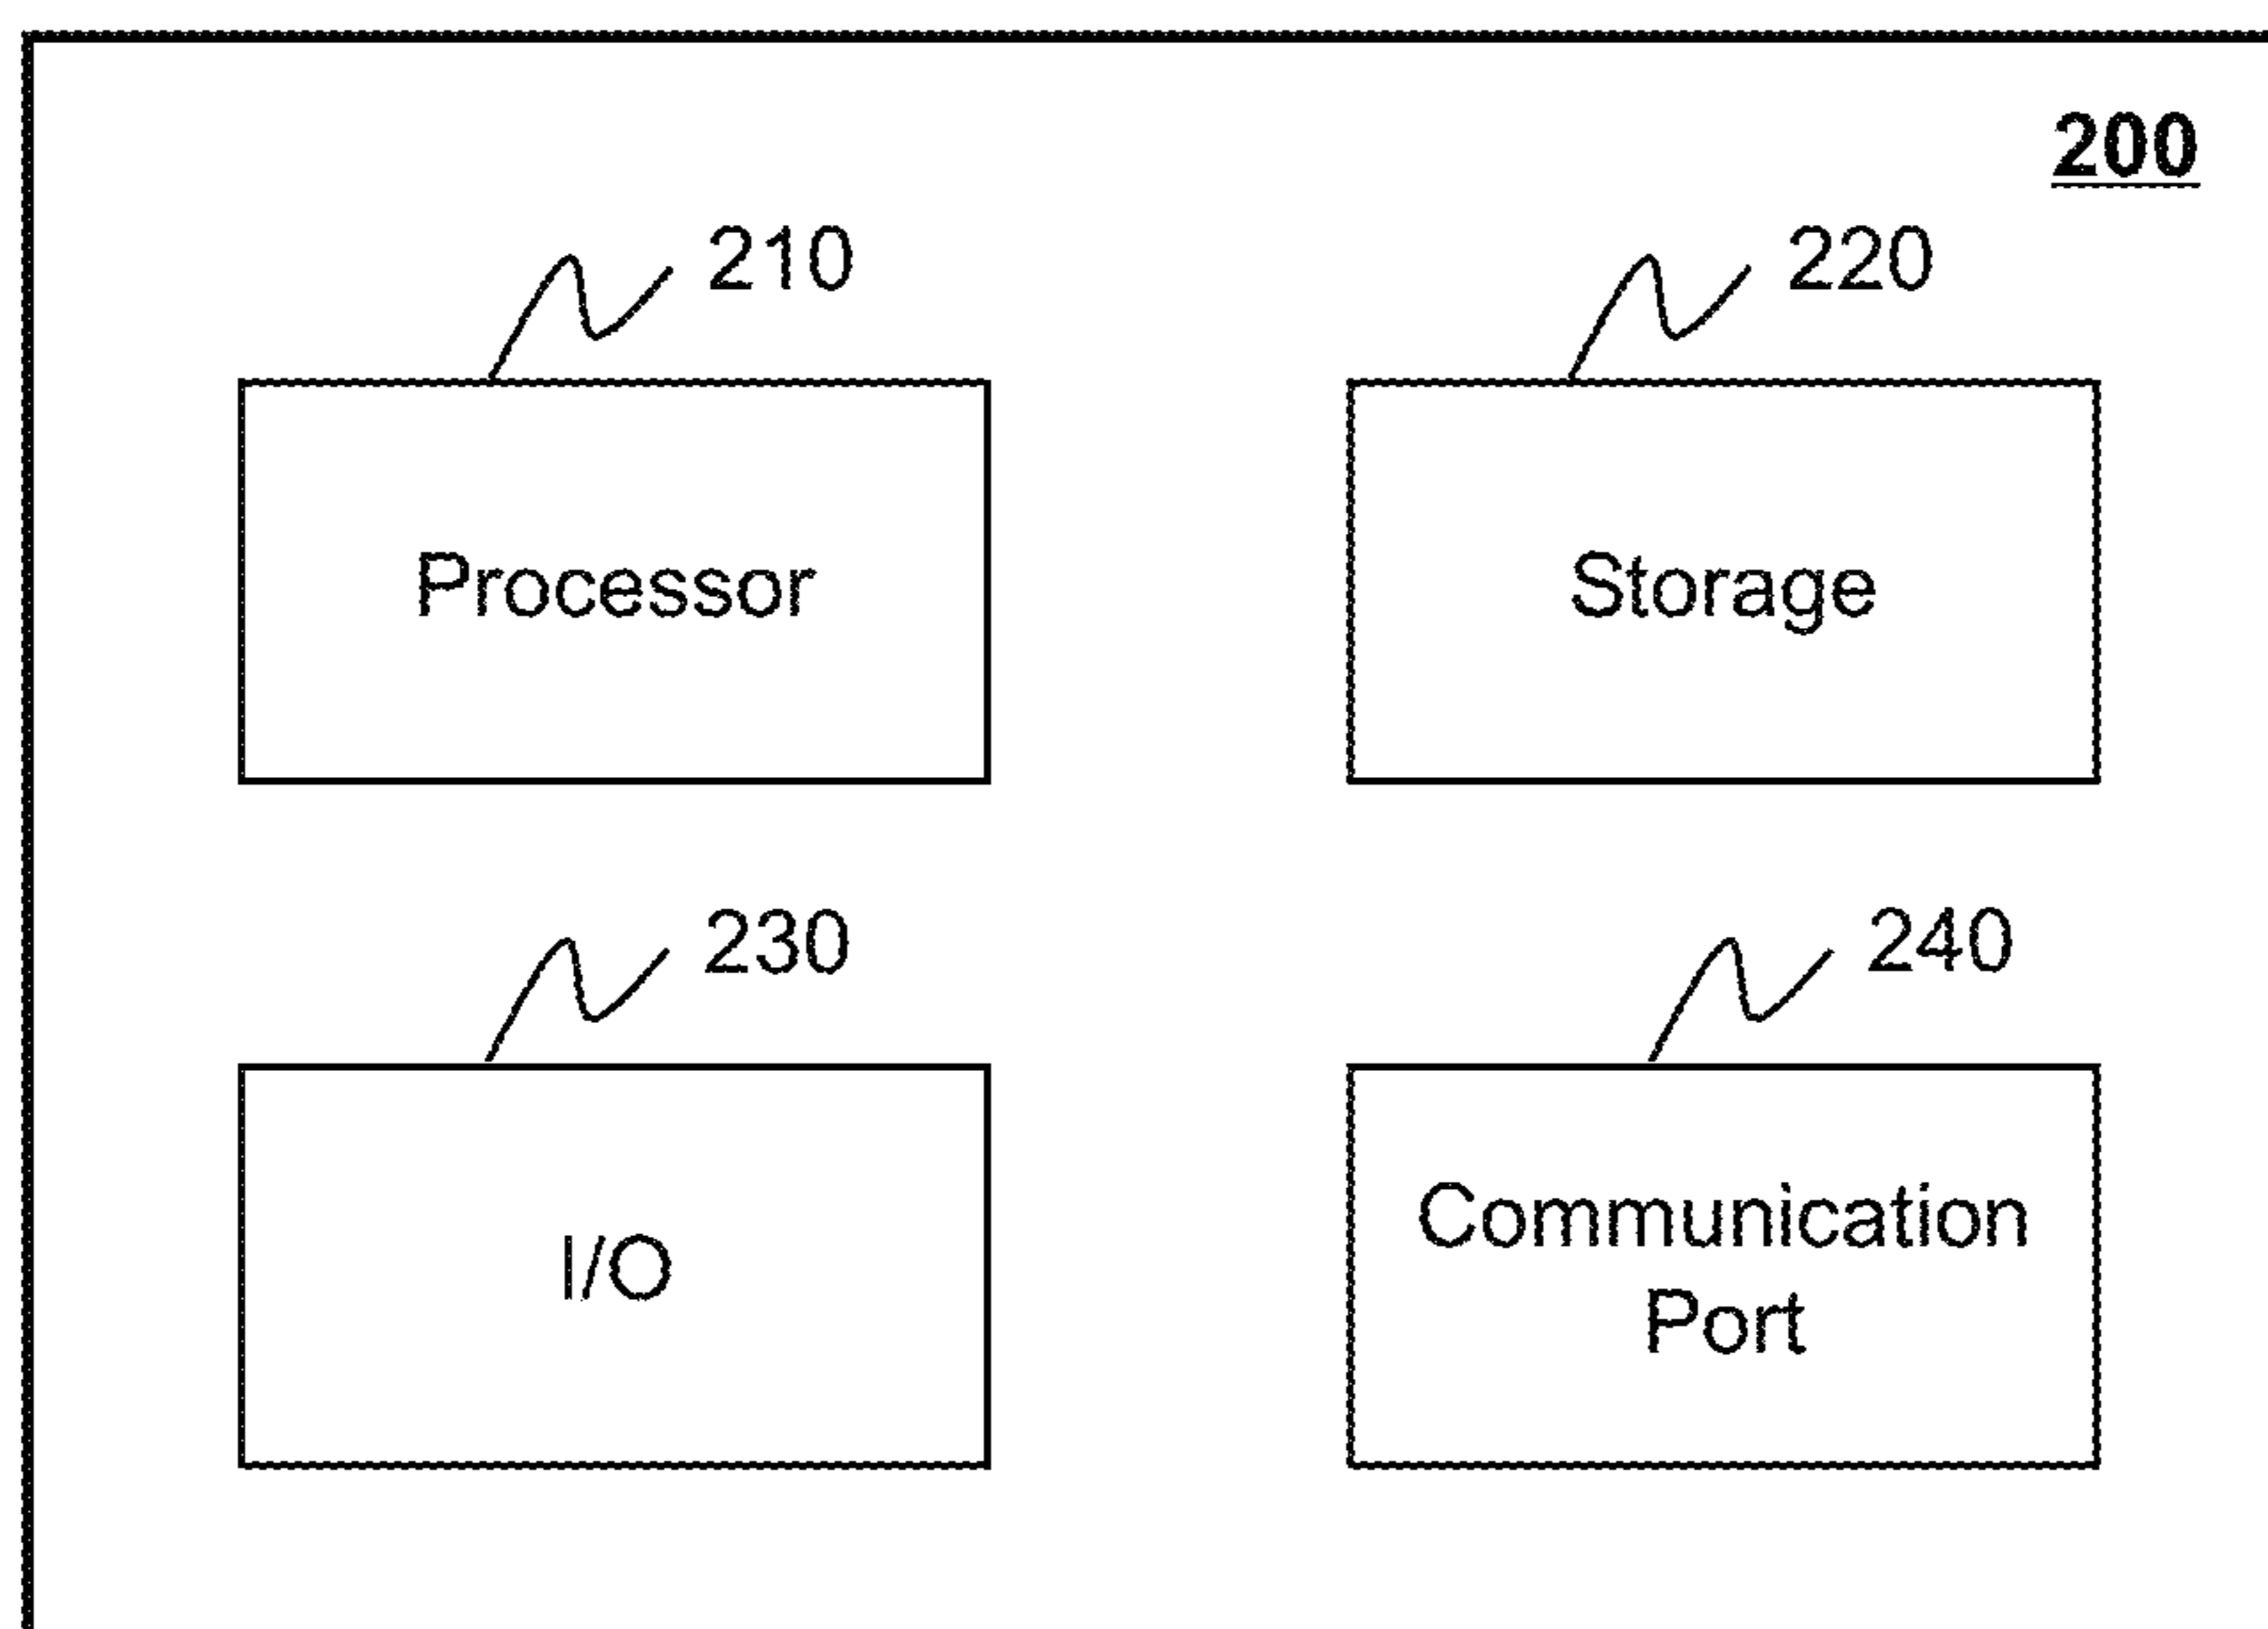 200
210
220
Processor
Storage
230
240
I/O
Communication
Port